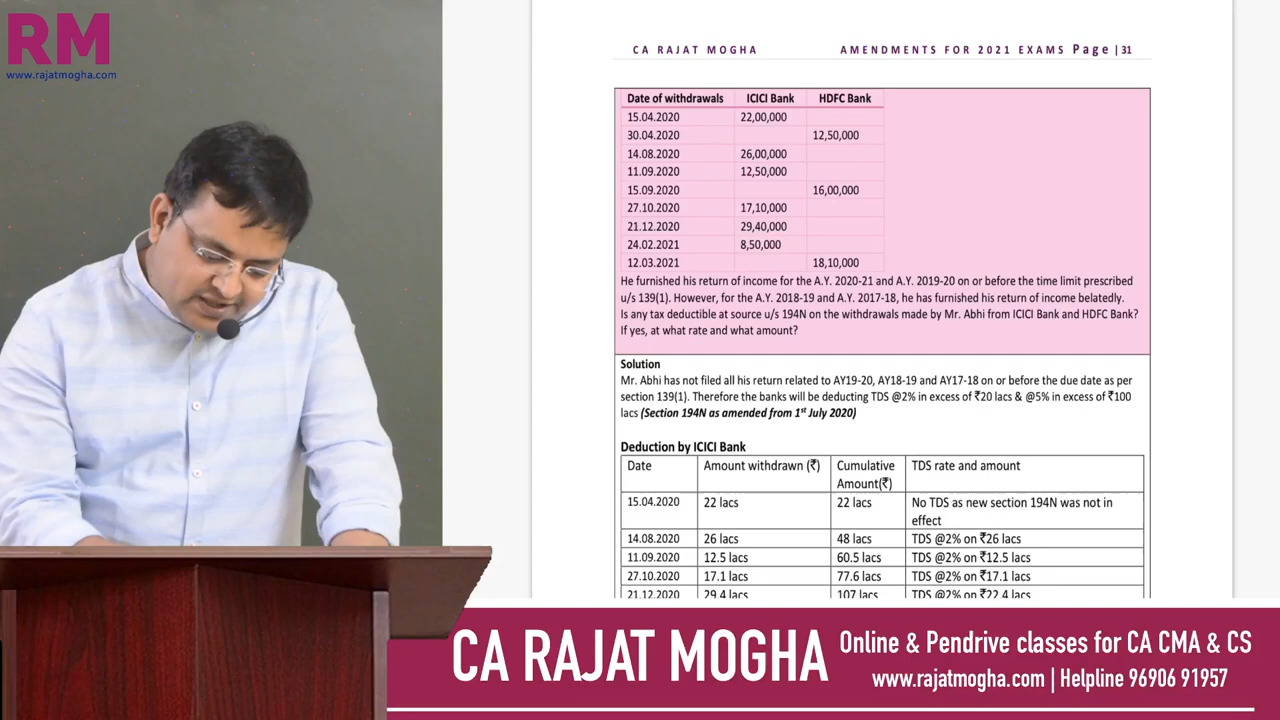 RM
www.rajatmogha.com
CA RAJAT MOGHA AMENDMENTS FOR 2021 EXAMS Page | 31
Date of withdrawals ICICI Bank HDFC Bank
15.04.2020 22,00,000
30.04.2020 12,50,000
14.08.2020 26,00,000
11.09.2020 12,50,000
15.09.2020 16,00,000
27.10.2020 17,10,000
21.12.2020 29,40,000
24.02.2021 8,50,000
12.03.2021 18,10,000
He furnished his return of income for the A.Y. 2020-21 and A.Y. 2019-20 on or before the time limit prescribed
u/s 139(1). However, for the A.Y. 2018-19 and A.Y. 2017-18, he has furnished his return of income belatedly.
Is any tax deductible at source u/s 194N on the withdrawals made by Mr. Abhi from ICICI Bank and HDFC Bank?
If yes, at what rate and what amount?
Solution
Mr. Abhi has not filed all his return related to AY19-20, AY18-19 and AY17-18 on or before the due date as per
section 139(1). Therefore the banks will be deducting TDS @2% in excess of ₹20 lacs & @5% in excess of ₹100
lacs (Section 194N as amended from 1st July 2020)
Deduction by ICICI Bank
Date Amount withdrawn (₹) Cumulative TDS rate and amount
Amount(₹)
15.04.2020 22 lacs 22 lacs No TDS as new section 194N was not in
effect
14.08.2020 26 lacs 48 lacs TDS @2% on ₹26 lacs
11.09.2020 12.5 lacs 60.5 lacs TDS @2% on ₹12.5 lacs
27.10.2020 17.1 lacs 77.6 lacs TDS @2% on ₹17.1 lacs
21.12.2020 29.4 lacs 107 lacs TDS @2% on ₹22.4 lacs
CA RAJAT MOGHA
Online & Pendrive classes for CA CMA & CS
www.rajatmogha.com | Helpline 96906 91957